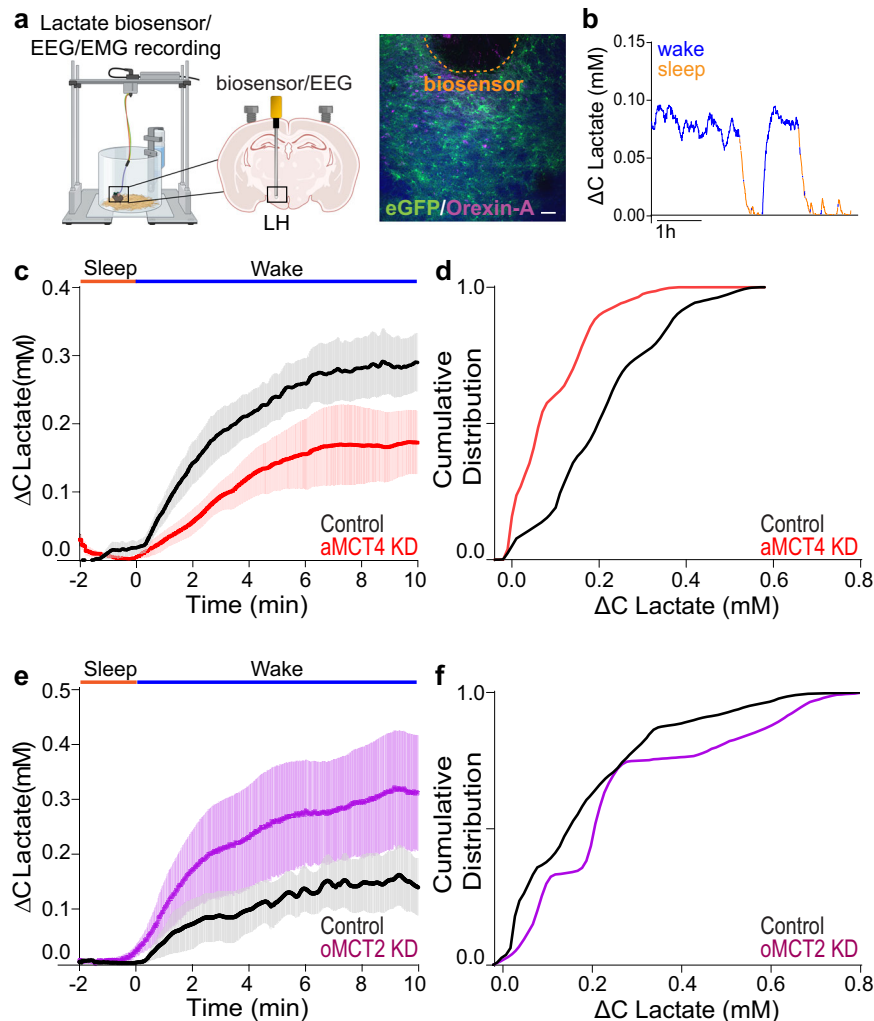 a
Lactate biosensor/
EEG/EMG recording
biosensor/EEG
LH
biosensor
eGFP/Orexin-A
b
wake
sleep
ΔC Lactate (mM)
0.15
0.10
0.05
0.00
1h
c
Sleep
Wake
ΔC Lactate(mM)
0.4
0.3
0.2
0.1
0.0
Control
aMCT4 KD
-2
0
2
4
6
8
10
Time (min)
d
Cumulative
Distribution
1.0
0.0
Control
aMCT4 KD
0.0
0.2
0.4
0.6
0.8
ΔC Lactate (mM)
e
Sleep
Wake
ΔC Lactate(mM)
0.5
0.4
0.3
0.2
0.1
0.0
Control
oMCT2 KD
-2
0
2
4
6
8
10
Time (min)
f
Cumulative
Distribution
1.0
0.0
Control
oMCT2 KD
0.0
0.2
0.4
0.6
0.8
ΔC Lactate (mM)